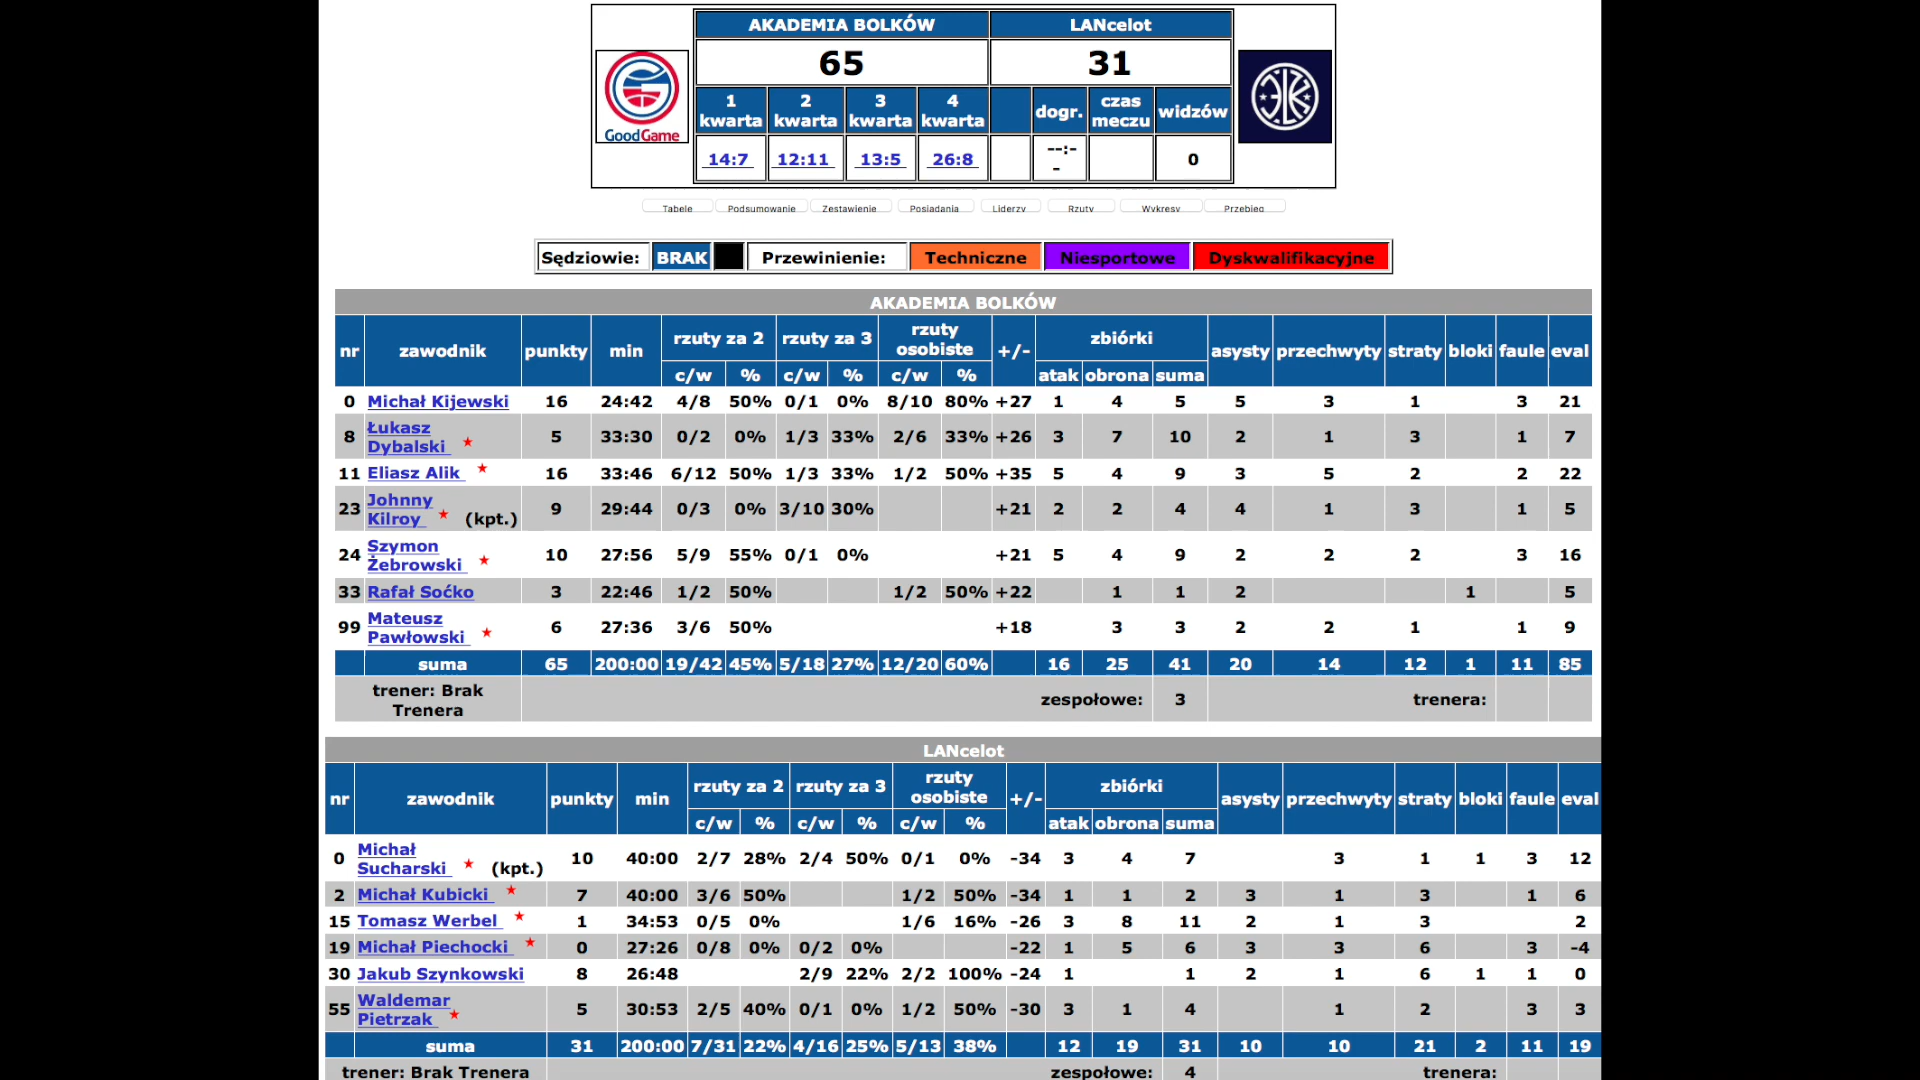 AKADEMIA BOLKÓW LANcelot
65 31
GoodGame
1 kwarta 2 kwarta 3 kwarta 4 kwarta dogr. czas meczu widzów
14:7 12:11 13:5 26:8 --:-- 0
Tabele Podsumowanie Zestawienie Posiadania Liderzy Rzuty Wykresy Przebieg
Sędziowie: BRAK Przewinienie: Techniczne Niesportowe Dyskwalifikacyjne
AKADEMIA BOLKÓW
nr zawodnik punkty min rzuty za 2 rzuty za 3 rzuty osobiste +/- zbiórki asysty przechwyty straty bloki faule eval
c/w % c/w % c/w % atak obrona suma
0 Michał Kijewski 16 24:42 4/8 50% 0/1 0% 8/10 80% +27 1 4 5 5 3 1 3 21
8 Łukasz Dybalski 5 33:30 0/2 0% 1/3 33% 2/6 33% +26 3 7 10 2 1 3 1 7
11 Eliasz Alik 16 33:46 6/12 50% 1/3 33% 1/2 50% +35 5 4 9 3 5 2 2 22
23 Johnny Kilroy (kpt.) 9 29:44 0/3 0% 3/10 30% +21 2 2 4 4 1 3 1 5
24 Szymon Żebrowski 10 27:56 5/9 55% 0/1 0% +21 5 4 9 2 2 2 3 16
33 Rafał Soćko 3 22:46 1/2 50% 1/2 50% +22 1 1 2 1 5
99 Mateusz Pawłowski 6 27:36 3/6 50% +18 3 3 2 2 1 1 9
suma 65 200:00 19/42 45% 5/18 27% 12/20 60% 16 25 41 20 14 12 1 11 85
trener: Brak Trenera zespołowe: 3 trenera:
LANcelot
nr zawodnik punkty min rzuty za 2 rzuty za 3 rzuty osobiste +/- zbiórki asysty przechwyty straty bloki faule eval
c/w % c/w % c/w % atak obrona suma
0 Michał Sucharski (kpt.) 10 40:00 2/7 28% 2/4 50% 0/1 0% -34 3 4 7 3 1 1 3 12
2 Michał Kubicki 7 40:00 3/6 50% 1/2 50% -34 1 1 2 3 1 3 1 6
15 Tomasz Werbel 1 34:53 0/5 0% 1/6 16% -26 3 8 11 2 1 3 2
19 Michał Piechocki 0 27:26 0/8 0% 0/2 0% -22 1 5 6 3 3 6 3 -4
30 Jakub Szynkowski 8 26:48 2/9 22% 2/2 100% -24 1 1 2 1 6 1 1 0
55 Waldemar Pietrzak 5 30:53 2/5 40% 0/1 0% 1/2 50% -30 3 1 4 1 2 3 3
suma 31 200:00 7/31 22% 4/16 25% 5/13 38% 12 19 31 10 10 21 2 11 19
trener: Brak Trenera zespołowe: 4 trenera: